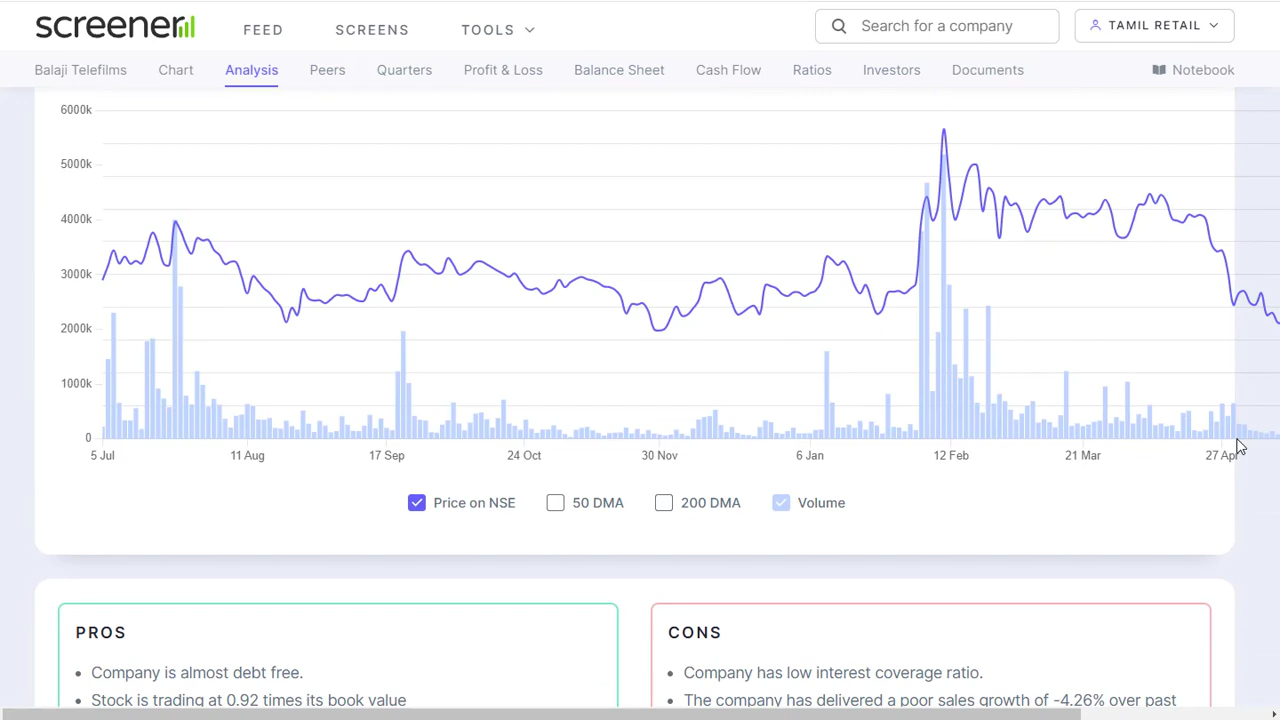 screener
FEED
SCREENS
TOOLS
Search for a company
TAMIL RETAIL
Balaji Telefilms
Chart
Analysis
Peers
Quarters
Profit & Loss
Balance Sheet
Cash Flow
Ratios
Investors
Documents
Notebook
6000k
5000k
4000k
3000k
2000k
1000k
0
5 Jul
11 Aug
17 Sep
24 Oct
30 Nov
6 Jan
12 Feb
21 Mar
27 Apr
Price on NSE
50 DMA
200 DMA
Volume
PROS
Company is almost debt free.
Stock is trading at 0.92 times its book value
CONS
Company has low interest coverage ratio.
The company has delivered a poor sales growth of -4.26% over past